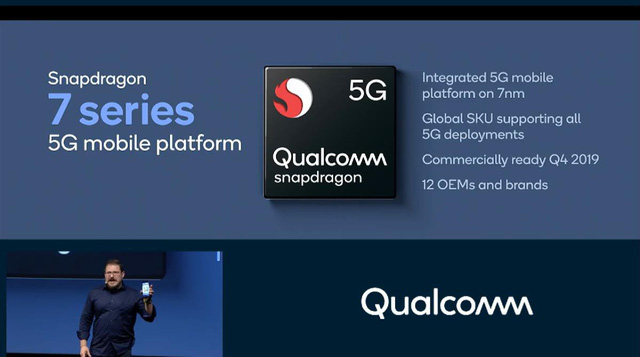 Snapdragon
7 series
5G mobile platform
5G
Qualcomm
snapdragon
Integrated 5G mobile
platform on 7nm
Global SKU supporting all
5G deployments
Commercially ready Q4 2019
12 OEMs and brands
Qualcomm